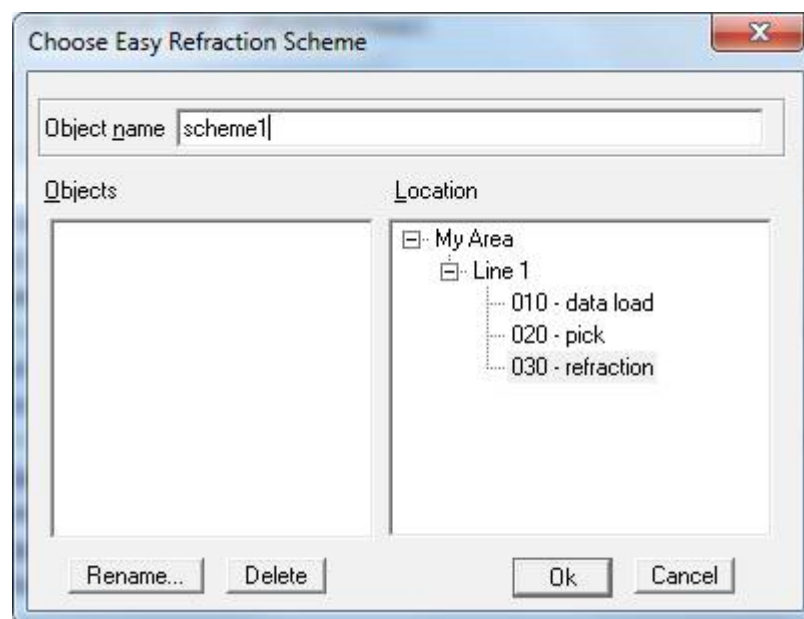 Choose Easy Refraction Scheme
Object name scheme1
Objects
Location
My Area
Line 1
010 - data load
020 - pick
030 - refraction
Rename... Delete Ok Cancel